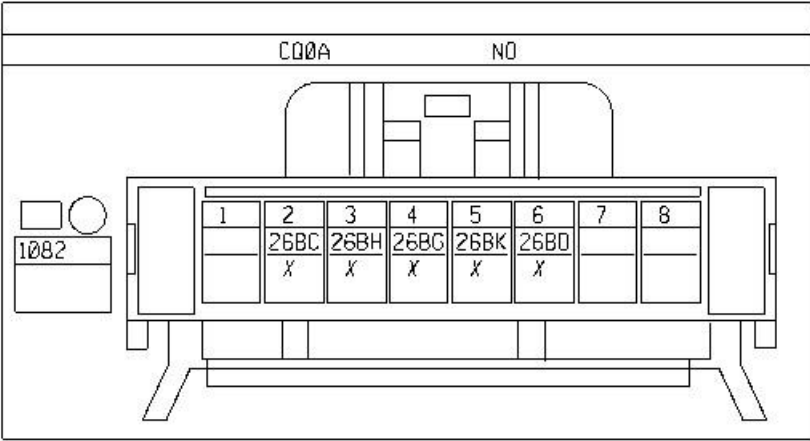 CQ0A NO
1 2 3 4 5 6 7 8
26BC 26BH 26BG 26BK 26BD
1082
X X X X X